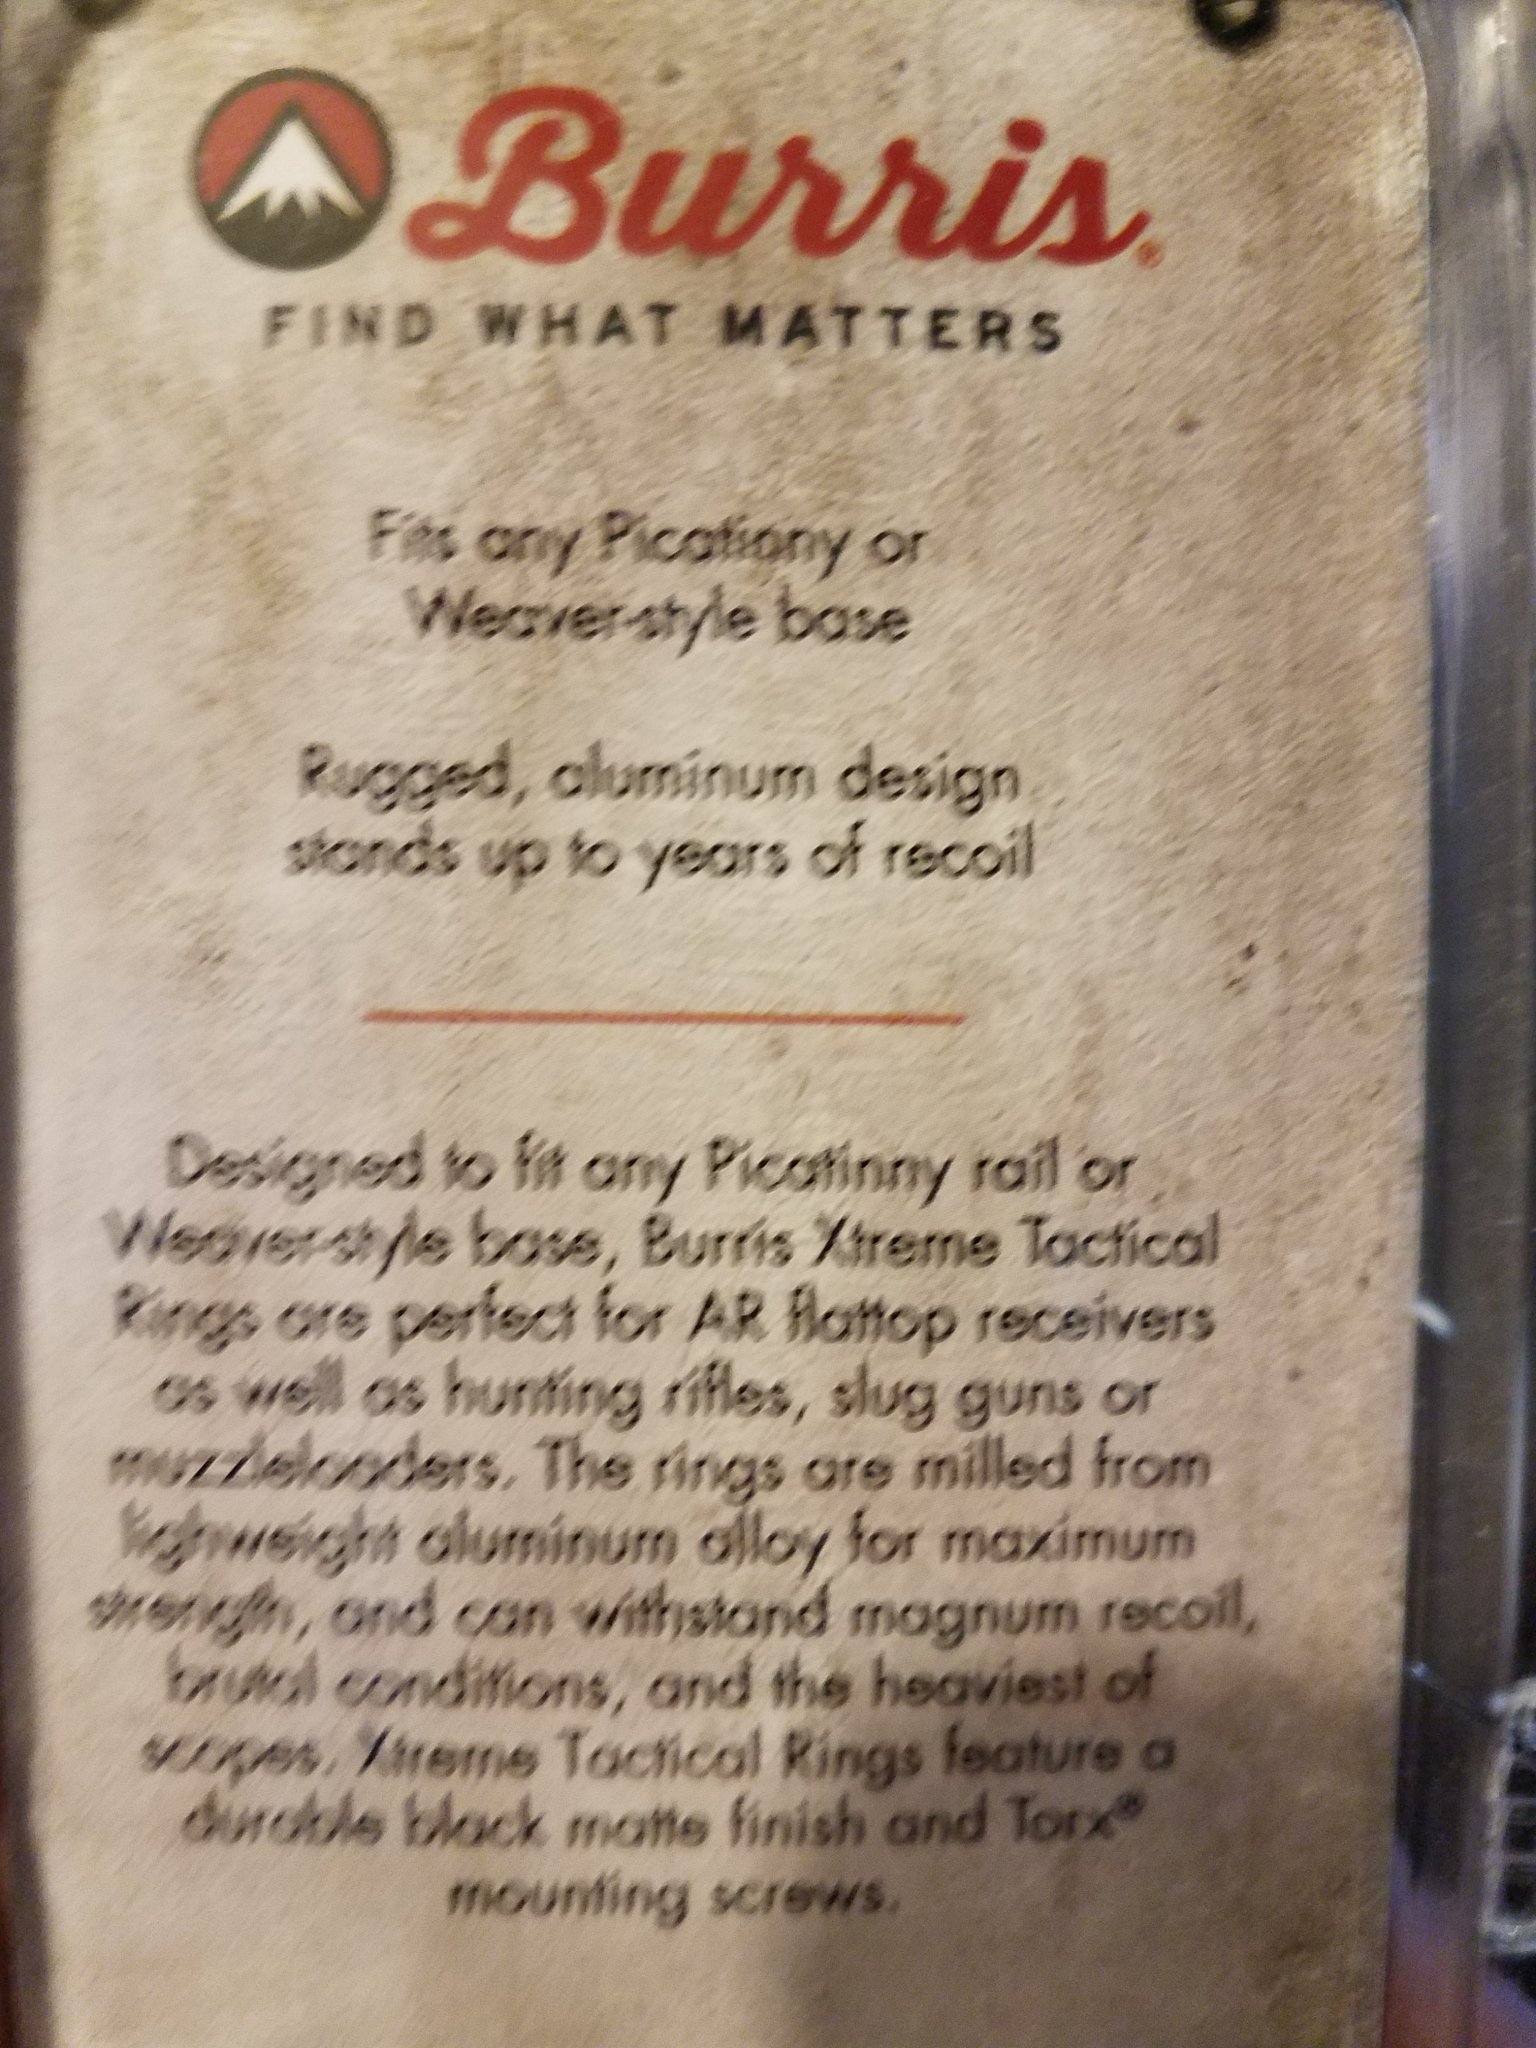 Burris®
FIND WHAT MATTERS
Fits any Picatinny or
Weaver-style base
Rugged, aluminum design
stands up to years of recoil
Designed to fit any Picatinny rail or
Weaver-style base, Burris Xtreme Tactical
Rings are perfect for AR flattop receivers
as well as hunting rifles, slug guns or
muzzleloaders. The rings are milled from
lighweight aluminum alloy for maximum
strength, and can withstand magnum recoil,
brutal conditions, and the heaviest of
scopes. Xtreme Tactical Rings feature a
durable black matte finish and Torx®
mounting screws.